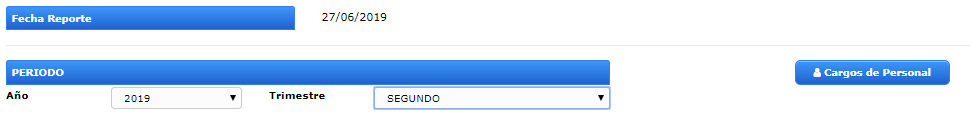 Fecha Reporte 27/06/2019
PERIODO Cargos de Personal
Año 2019 Trimestre SEGUNDO